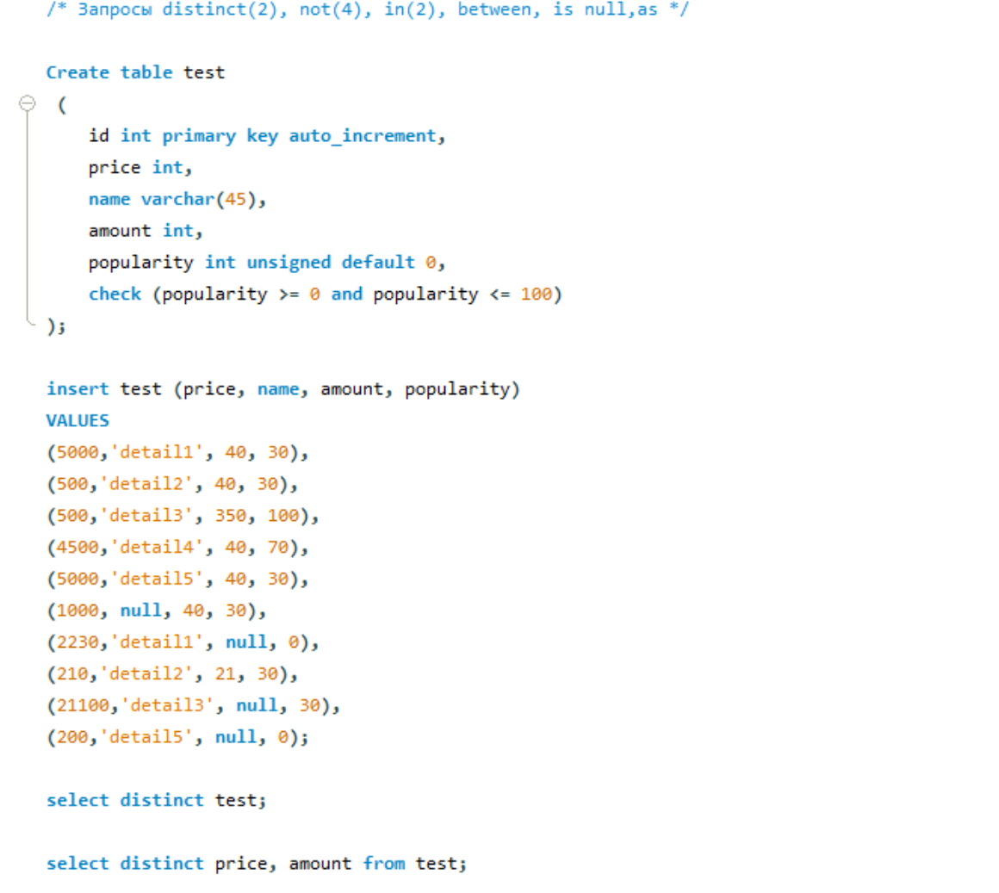 /* Запросы distinct(2), not(4), in(2), between, is null,as */
Create table test
(
id int primary key auto_increment,
price int,
name varchar(45),
amount int,
popularity int unsigned default 0,
check (popularity >= 0 and popularity <= 100)
);
insert test (price, name, amount, popularity)
VALUES
(5000,'detail1', 40, 30),
(500,'detail2', 40, 30),
(500,'detail3', 350, 100),
(4500,'detail4', 40, 70),
(5000,'detail5', 40, 30),
(1000, null, 40, 30),
(2230,'detail1', null, 0),
(210,'detail2', 21, 30),
(21100,'detail3', null, 30),
(200,'detail5', null, 0);
select distinct test;
select distinct price, amount from test;